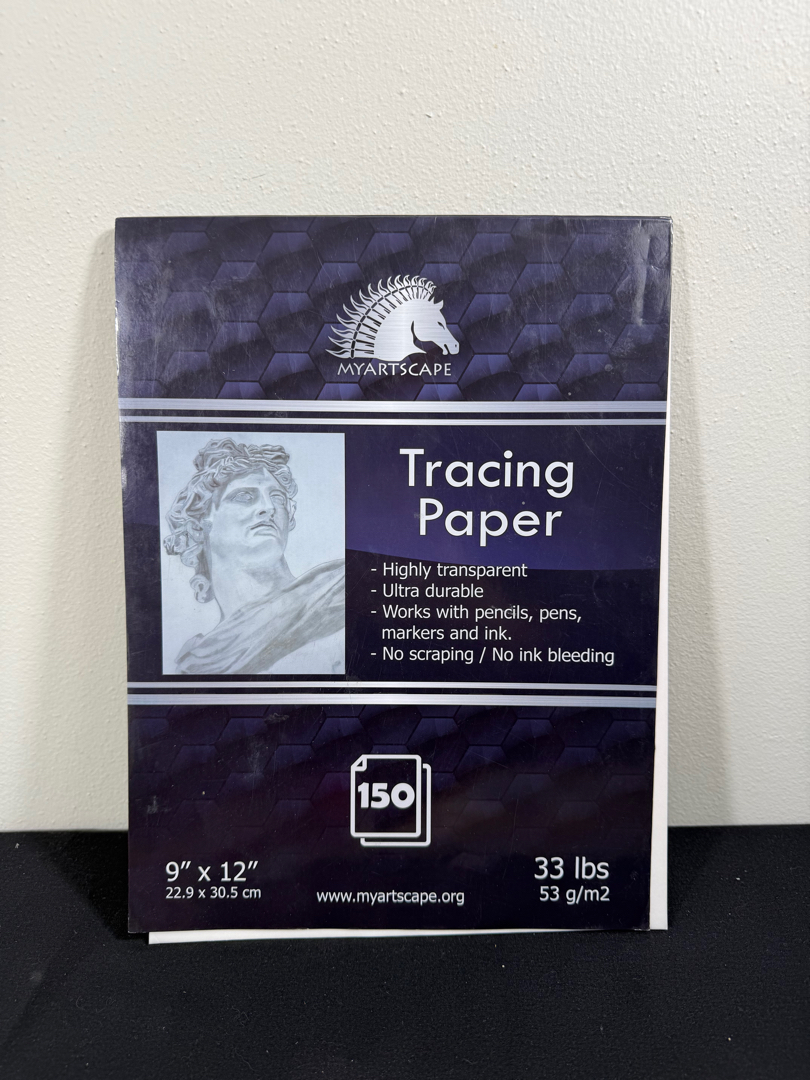 MYARTSCAPE
Tracing
Paper
- Highly transparent
- Ultra durable
- Works with pencils, pens,
markers and ink.
- No scraping / No ink bleeding
150
9” x 12”
22.9 x 30.5 cm
www.myartscape.org
33 lbs
53 g/m2